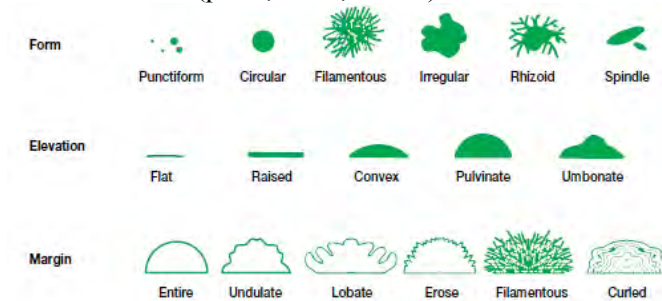 Form
Punctiform Circular Filamentous Irregular Rhizoid Spindle
Elevation
Flat Raised Convex Pulvinate Umbonate
Margin
Entire Undulate Lobate Erose Filamentous Curled